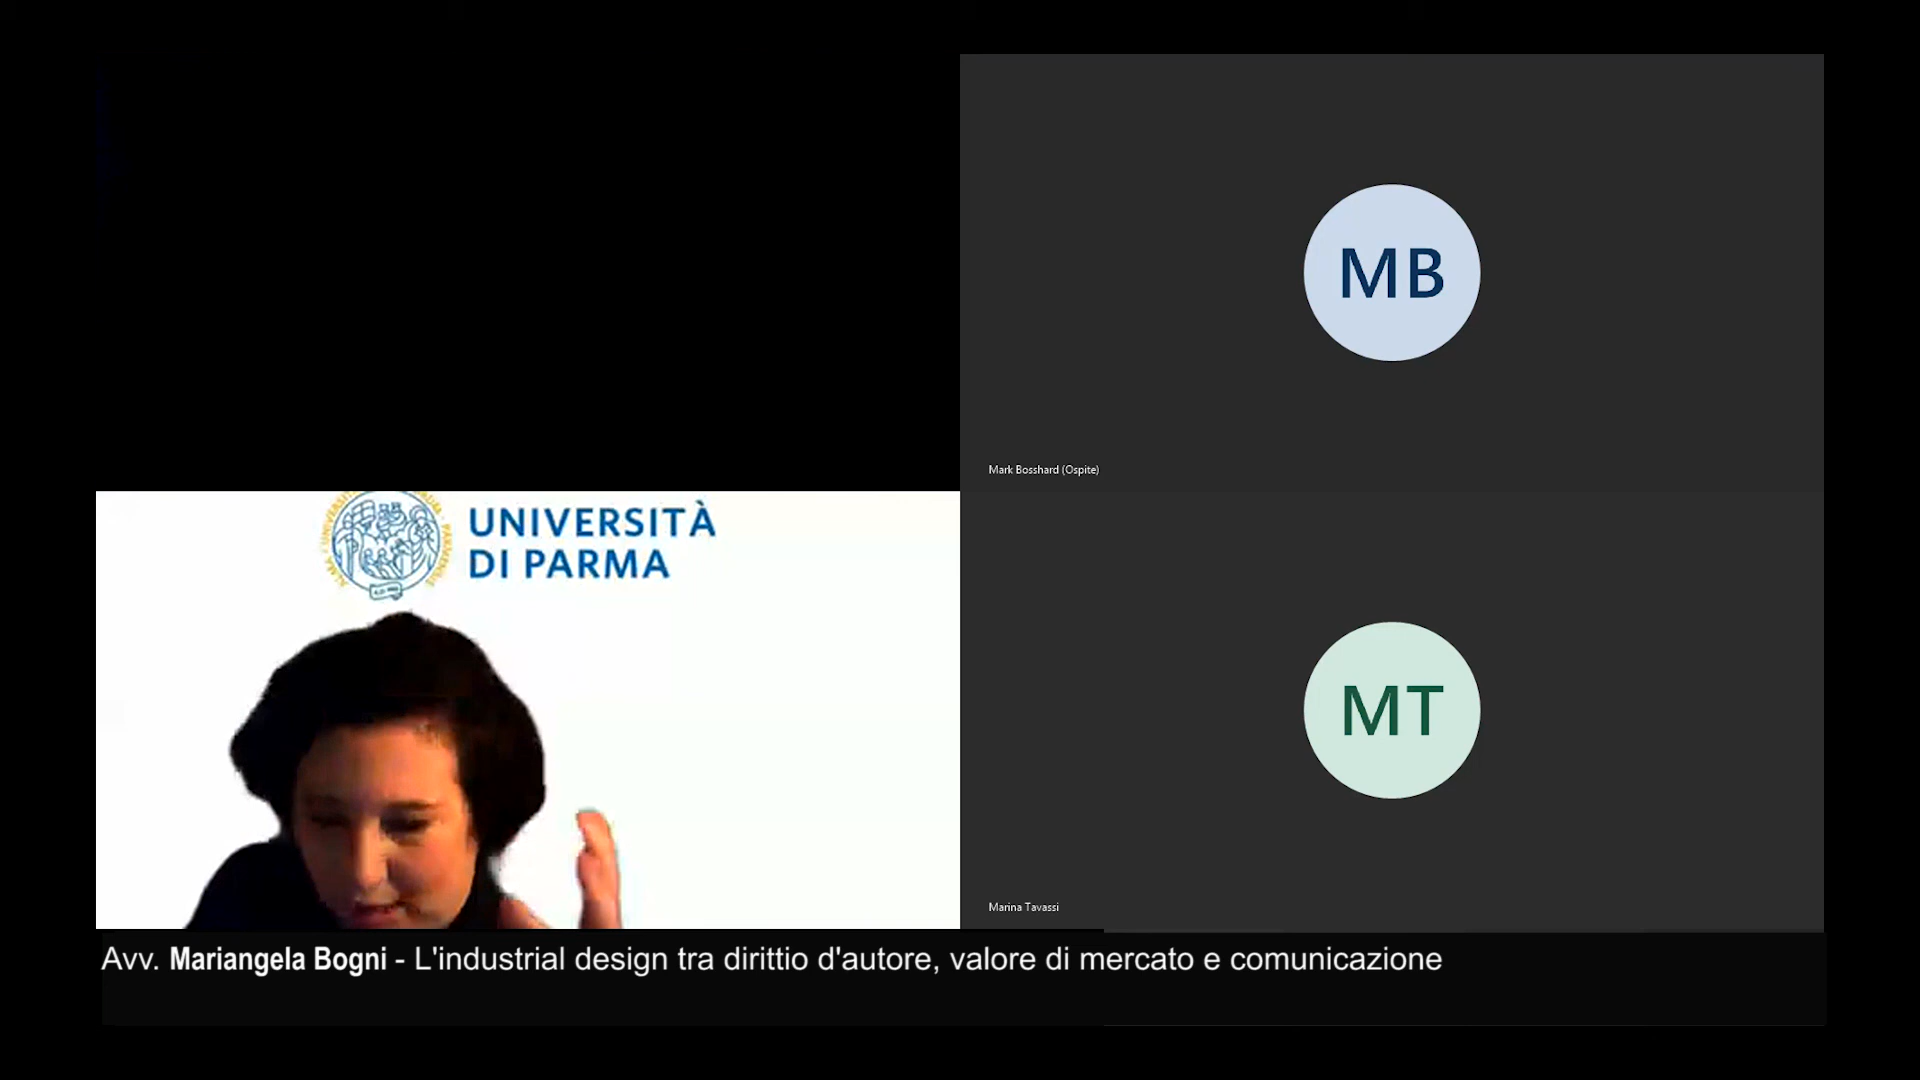 MB
Mark Bosshard (Ospite)
UNIVERSITÀ
DI PARMA
MT
Marina Tavassi
Avv. Mariangela Bogni - L'industrial design tra dirittio d'autore, valore di mercato e comunicazione